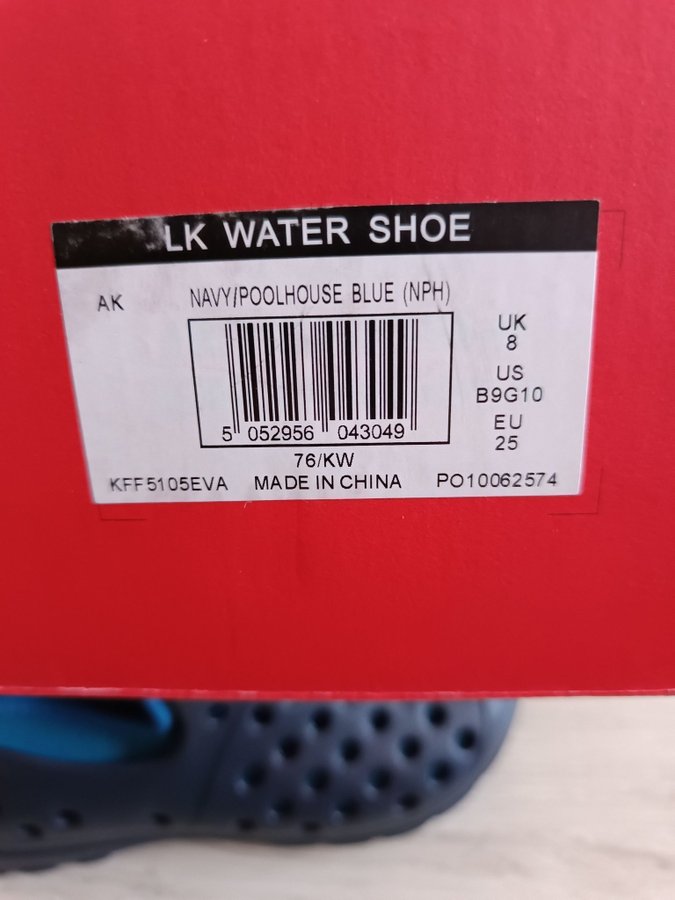 LK WATER SHOE
AK
NAVY/POOLHOUSE BLUE (NPH)
5 052956 043049
76/KW
UK
8
US
B9G10
EU
25
KFF5105EVA MADE IN CHINA PO10062574